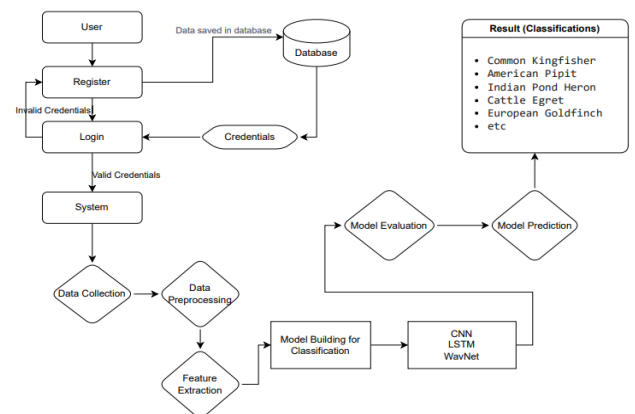 User
Data saved in database
Database
Register
Invalid Credentials
Login
Credentials
Valid Credentials
System
Data Collection
Data
Preprocessing
Feature
Extraction
Model Building for
Classification
CNN
LSTM
WavNet
Model Evaluation
Model Prediction
Result (Classifications)
• Common Kingfisher
• American Pipit
• Indian Pond Heron
• Cattle Egret
• European Goldfinch
• etc